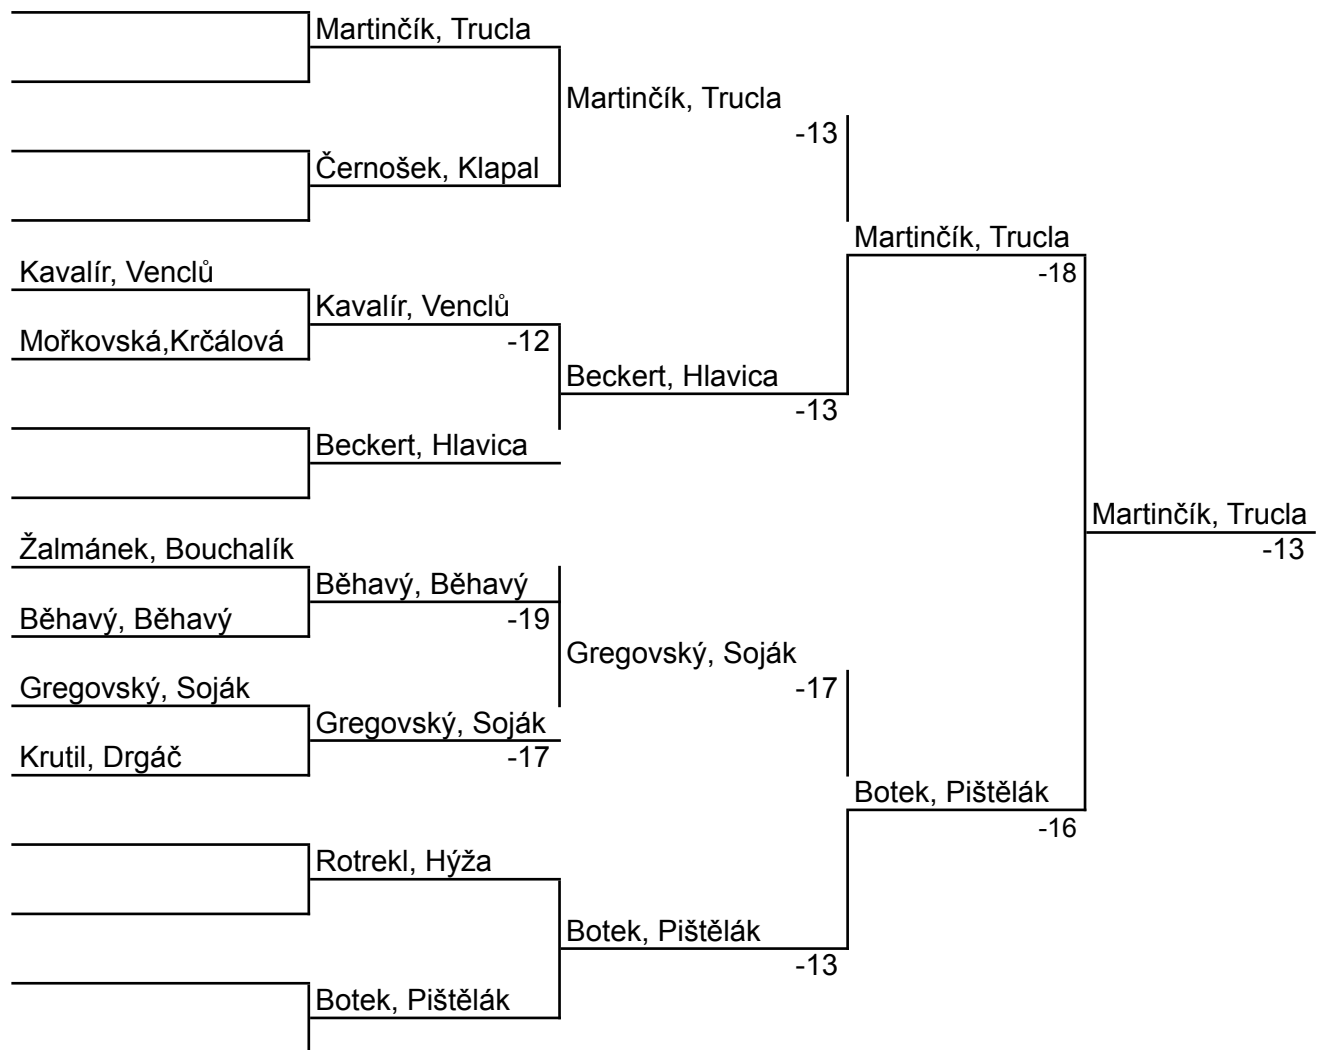 Martinčík, Trucla
Martinčík, Trucla
-13
Černošek, Klapal
Martinčík, Trucla
-18
Kavalír, Venclů
Kavalír, Venclů
-12
Mořkovská,Krčálová
Beckert, Hlavica
-13
Beckert, Hlavica
Martinčík, Trucla
-13
Žalmánek, Bouchalík
Běhavý, Běhavý
-19
Běhavý, Běhavý
Gregovský, Soják
-17
Gregovský, Soják
Gregovský, Soják
-17
Krutil, Drgáč
Botek, Pištělák
-16
Rotrekl, Hýža
Botek, Pištělák
-13
Botek, Pištělák